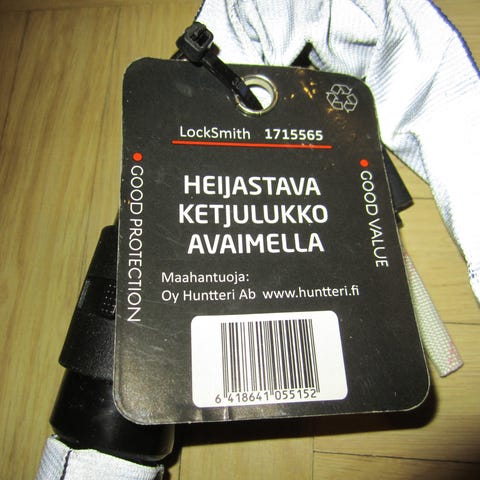 LockSmith 1715565
GOOD PROTECTION
HEIJASTAVA
KETJULUKKO
AVAIMELLA
GOOD VALUE
Maahantuoja:
Oy Huntteri Ab www.huntteri.fi
6 418641 055152